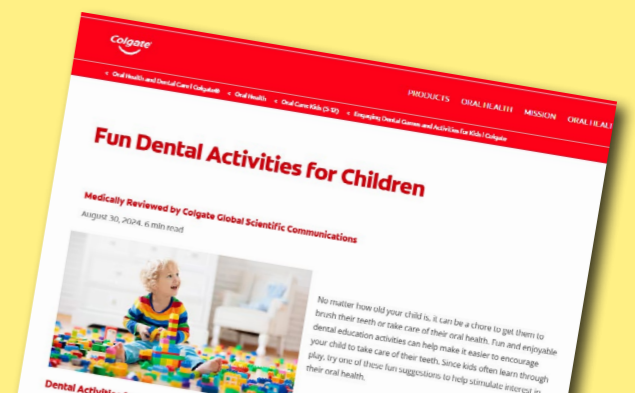 Colgate
PRODUCTS ORAL HEALTH MISSION
« Oral Health and Dental Care | Colgate® « Oral Health « Oral Care: Kids (5-12) « Engaging Dental Games and Activities for Kids | Colgate
Fun Dental Activities for Children
Medically Reviewed by Colgate Global Scientific Communications
August 30, 2024, 6 min read
No matter how old your child is, it can be a chore to get them to
brush their teeth or take care of their oral health. Fun and enjoyable
dental education activities can help make it easier to encourage
your child to take care of their teeth. Since kids often learn through
play, try one of these fun suggestions to help stimulate interest in
their oral health.
Dental